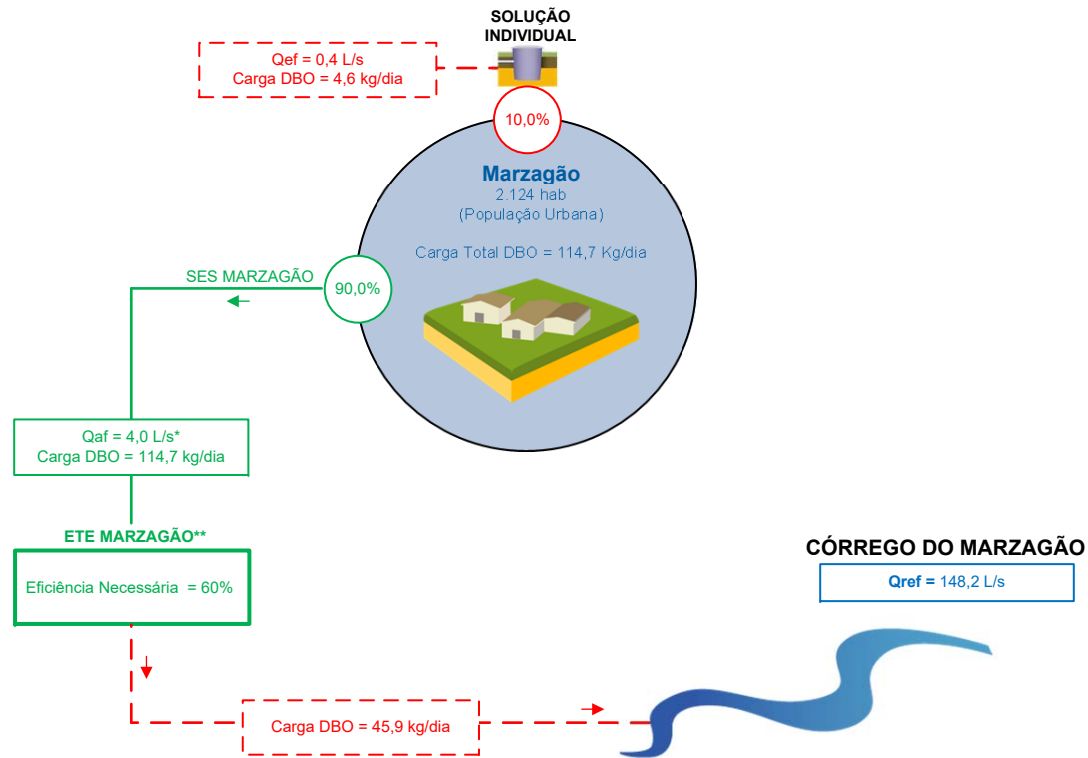 SOLUÇÃO
INDIVIDUAL
Qef = 0,4 L/s
Carga DBO = 4,6 kg/dia
10,0%
Marzagão
2.124 hab
(População Urbana)
Carga Total DBO = 114,7 Kg/dia
SES MARZAGÃO
90,0%
Qaf = 4,0 L/s*
Carga DBO = 114,7 kg/dia
ETE MARZAGÃO**
Eficiência Necessária = 60%
CÓRREGO DO MARZAGÃO
Qref = 148,2 L/s
Carga DBO = 45,9 kg/dia